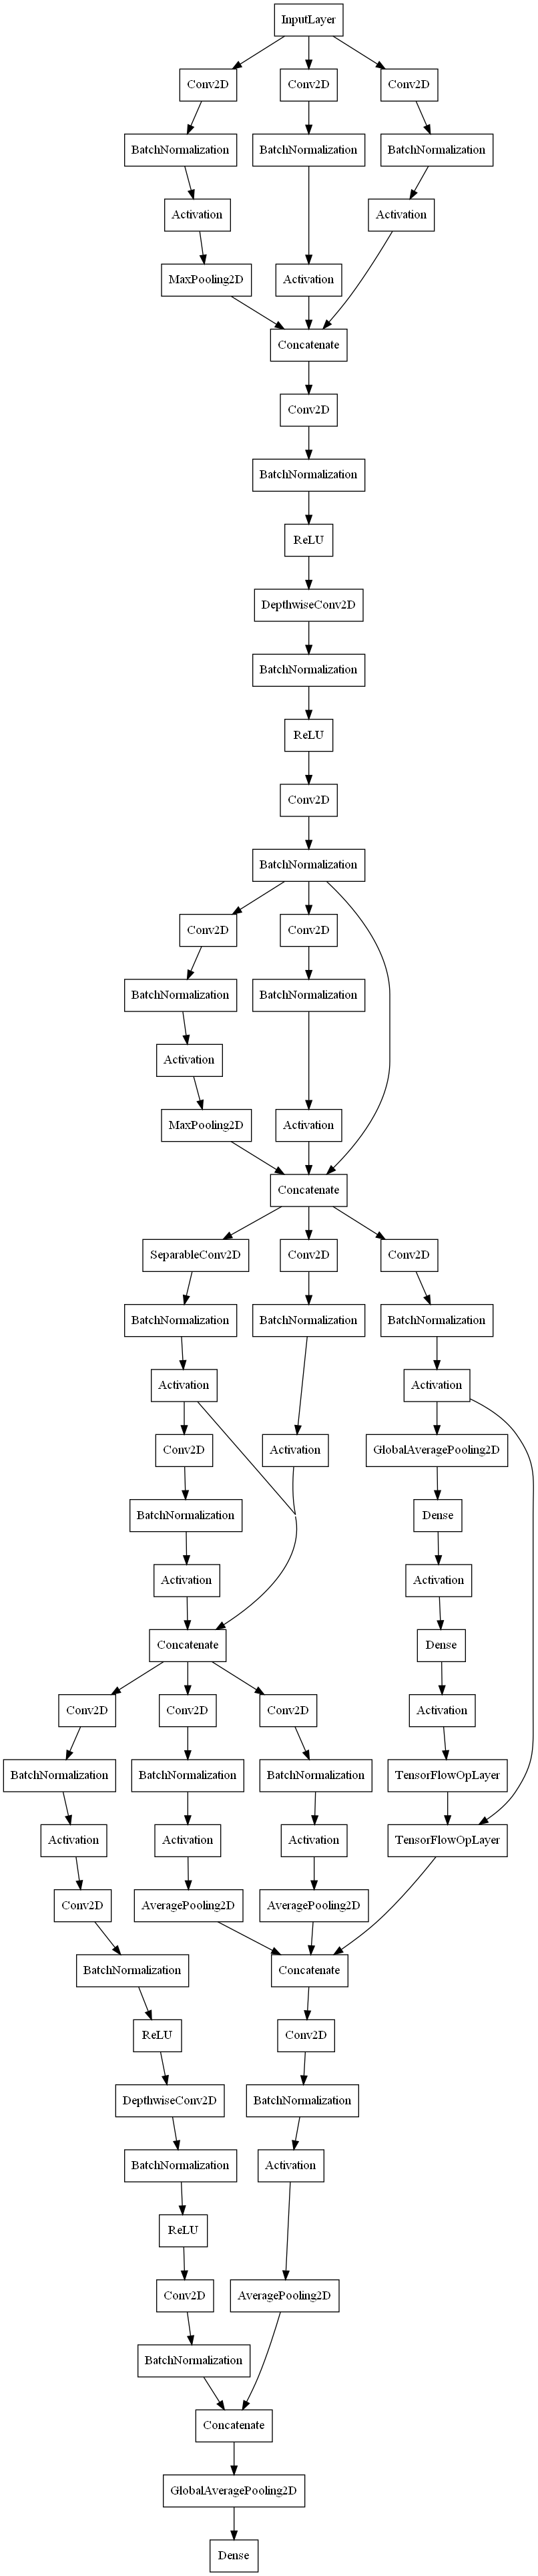 InputLayer
Conv2D
Conv2D
Conv2D
BatchNormalization
BatchNormalization
BatchNormalization
Activation
Activation
MaxPooling2D
Activation
Concatenate
Conv2D
BatchNormalization
ReLU
DepthwiseConv2D
BatchNormalization
ReLU
Conv2D
BatchNormalization
Conv2D
Conv2D
BatchNormalization
BatchNormalization
Activation
MaxPooling2D
Activation
Concatenate
SeparableConv2D
Conv2D
Conv2D
BatchNormalization
BatchNormalization
BatchNormalization
Activation
Activation
Conv2D
Activation
GlobalAveragePooling2D
BatchNormalization
Dense
Activation
Activation
Concatenate
Dense
Conv2D
Conv2D
Conv2D
Activation
BatchNormalization
BatchNormalization
BatchNormalization
TensorFlowOpLayer
Activation
Activation
Activation
TensorFlowOpLayer
Conv2D
AveragePooling2D
AveragePooling2D
BatchNormalization
Concatenate
ReLU
Conv2D
DepthwiseConv2D
BatchNormalization
BatchNormalization
Activation
ReLU
Conv2D
AveragePooling2D
BatchNormalization
Concatenate
GlobalAveragePooling2D
Dense